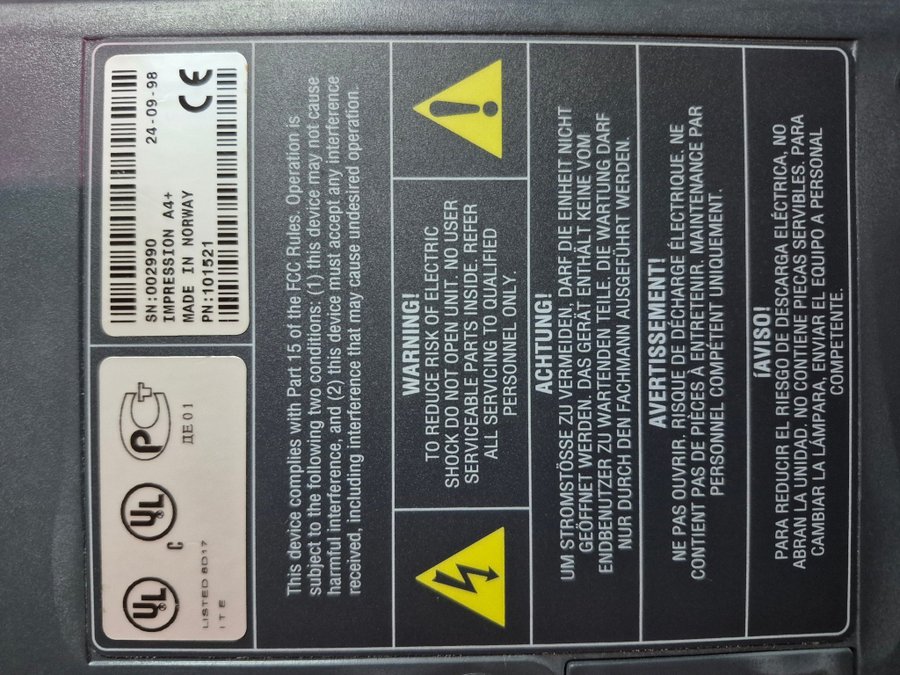 UL
®
C
UL
®
PCT
LISTED 8D17
I T E
ДЕ 01
SN:002990
24-09-98
IMPRESSION A4+
MADE IN NORWAY
PN:101521
CE
This device complies with Part 15 of the FCC Rules. Operation is
subject to the following two conditions: (1) this device may not cause
harmful interference, and (2) this device must accept any interference
received, including interference that may cause undesired operation.
WARNING!
TO REDUCE RISK OF ELECTRIC
SHOCK DO NOT OPEN UNIT. NO USER
SERVICEABLE PARTS INSIDE. REFER
ALL SERVICING TO QUALIFIED
PERSONNEL ONLY.
ACHTUNG!
UM STROMSTÖSSE ZU VERMEIDEN, DARF DIE EINHEIT NICHT
GEÖFFNET WERDEN. DAS GERÄT ENTHÄLT KEINE VOM
ENDBENUTZER ZU WARTENDEN TEILE. DIE WARTUNG DARF
NUR DURCH DEN FACHMANN AUSGEFÜHRT WERDEN.
AVERTISSEMENT!
NE PAS OUVRIR. RISQUE DE DÉCHARGE ÉLECTRIQUE. NE
CONTIENT PAS DE PIÉCES À ENTRETENIR. MAINTENANCE PAR
PERSONNEL COMPÉTENT UNIQUEMENT.
¡AVISO!
PARA REDUCIR EL RIESGO DE DESCARGA ELÉCTRICA, NO
ABRAN LA UNIDAD. NO CONTIENE PIECAS SERVIBLES. PARA
CAMBIAR LA LÁMPARA, ENVIAR EL EQUIPO A PERSONAL
COMPETENTE.